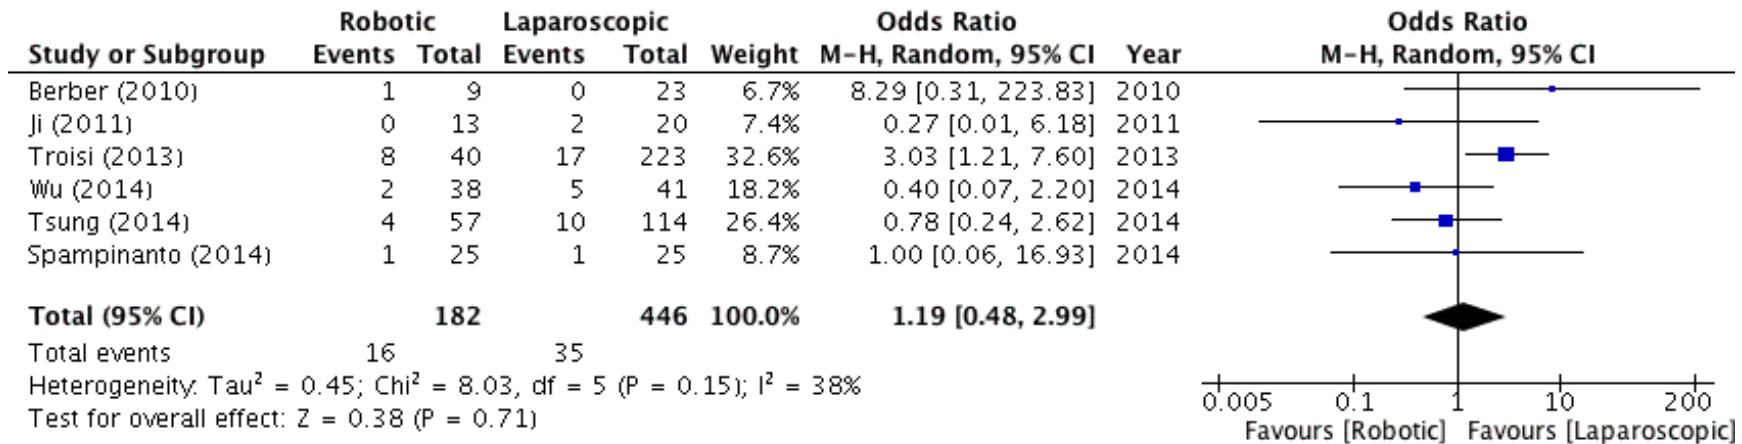 Robotic Laparoscopic Odds Ratio Odds Ratio
Study or Subgroup Events Total Events Total Weight M-H, Random, 95% CI Year M-H, Random, 95% CI
Berber (2010) 1 9 0 23 6.7% 8.29 [0.31, 223.83] 2010
Ji (2011) 0 13 2 20 7.4% 0.27 [0.01, 6.18] 2011
Troisi (2013) 8 40 17 223 32.6% 3.03 [1.21, 7.60] 2013
Wu (2014) 2 38 5 41 18.2% 0.40 [0.07, 2.20] 2014
Tsung (2014) 4 57 10 114 26.4% 0.78 [0.24, 2.62] 2014
Spampinanto (2014) 1 25 1 25 8.7% 1.00 [0.06, 16.93] 2014
Total (95% CI) 182 446 100.0% 1.19 [0.48, 2.99]
Total events 16 35
Heterogeneity: Tau² = 0.45; Chi² = 8.03, df = 5 (P = 0.15); I² = 38%
Test for overall effect: Z = 0.38 (P = 0.71)
0.005 0.1 1 10 200
Favours [Robotic] Favours [Laparoscopic]